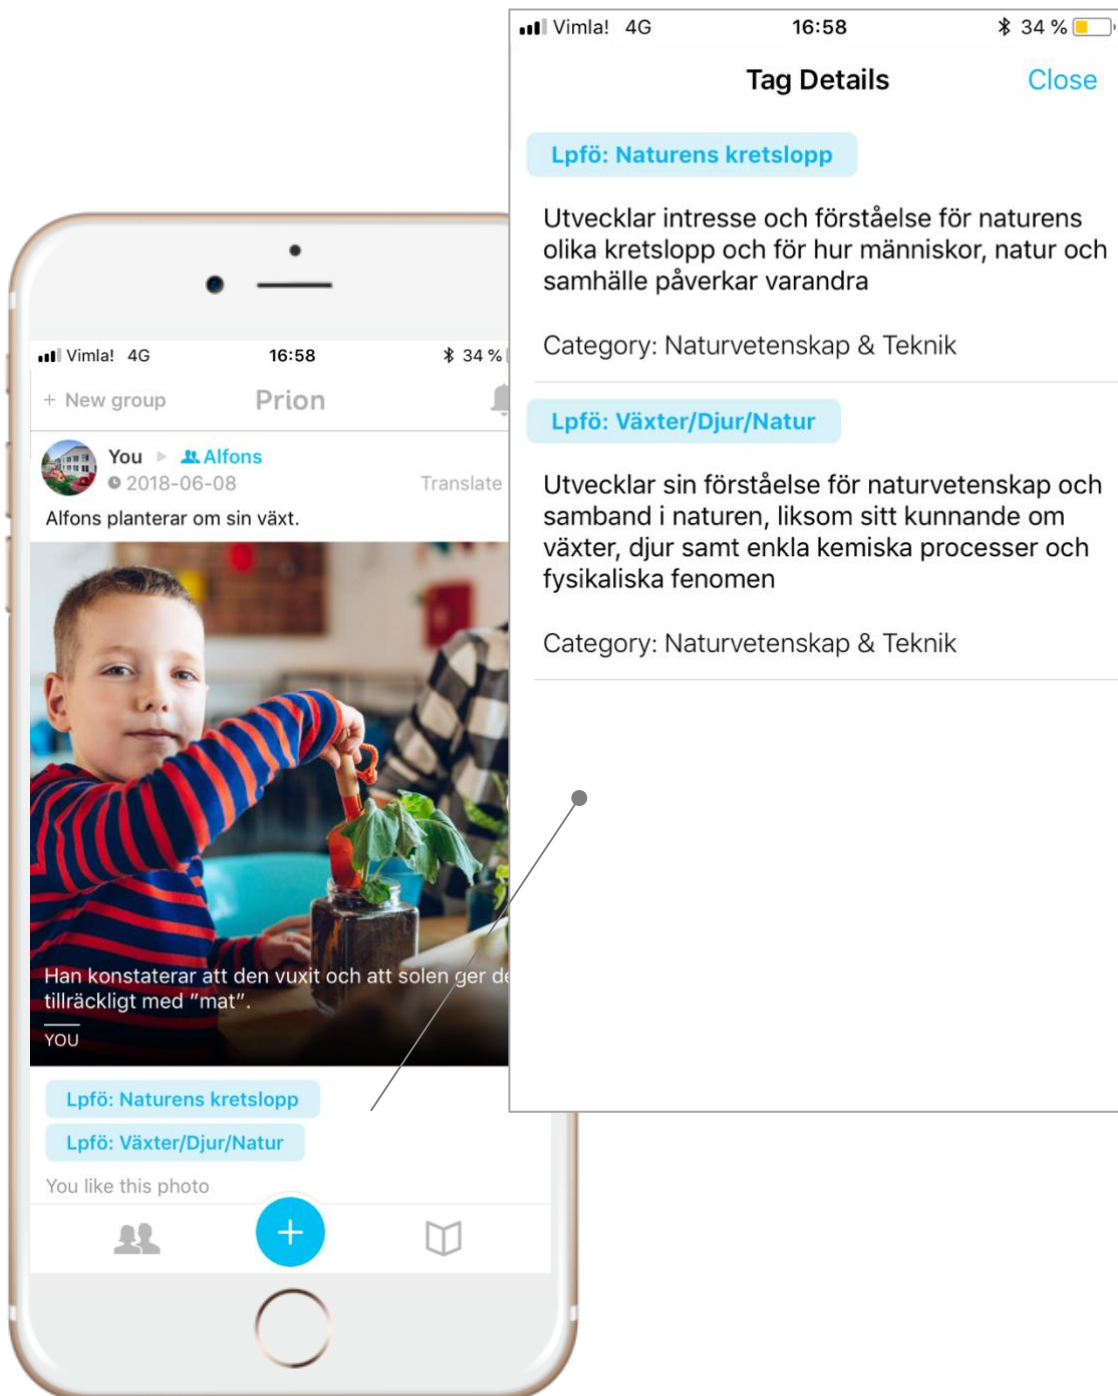 Vimla! 4G 16:58 34 %
Tag Details Close
Lpfö: Naturens kretslopp
Utvecklar intresse och förståelse för naturens
olika kretslopp och för hur människor, natur och
samhälle påverkar varandra
Category: Naturvetenskap & Teknik
Lpfö: Växter/Djur/Natur
Utvecklar sin förståelse för naturvetenskap och
samband i naturen, liksom sitt kunnande om
växter, djur samt enkla kemiska processer och
fysikaliska fenomen
Category: Naturvetenskap & Teknik
Vimla! 4G 16:58 34 %
+ New group Prion
You Alfons
2018-06-08 Translate
Alfons planterar om sin växt.
Han konstaterar att den vuxit och att solen ger
tillräckligt med ”mat”.
YOU
Lpfö: Naturens kretslopp
Lpfö: Växter/Djur/Natur
You like this photo